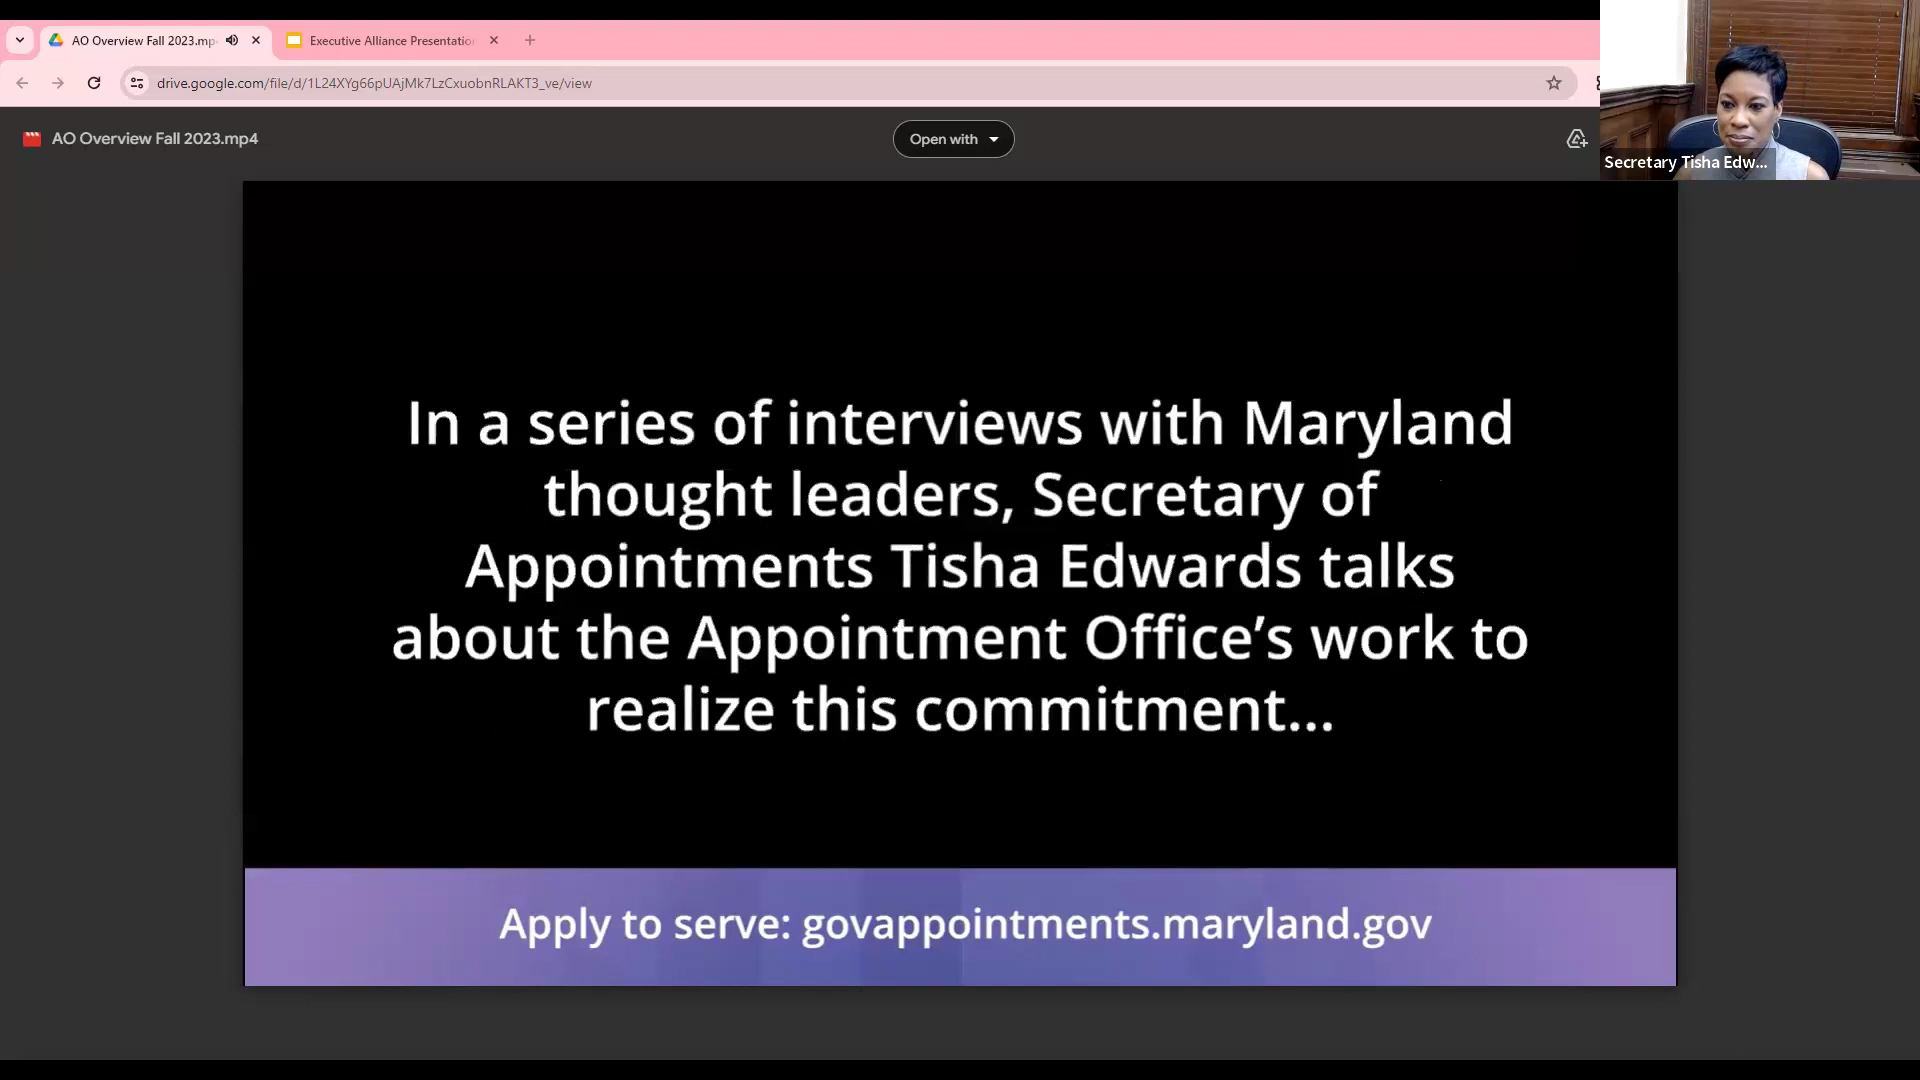 AO Overview Fall 2023.mp
Executive Alliance Presentatio
drive.google.com/file/d/1L24XYg66pUAjMk7LzCxuobnRLAKT3_ve/view
AO Overview Fall 2023.mp4
Open with
Secretary Tisha Edw...
In a series of interviews with Maryland
thought leaders, Secretary of
Appointments Tisha Edwards talks
about the Appointment Office’s work to
realize this commitment...
Apply to serve: govappointments.maryland.gov